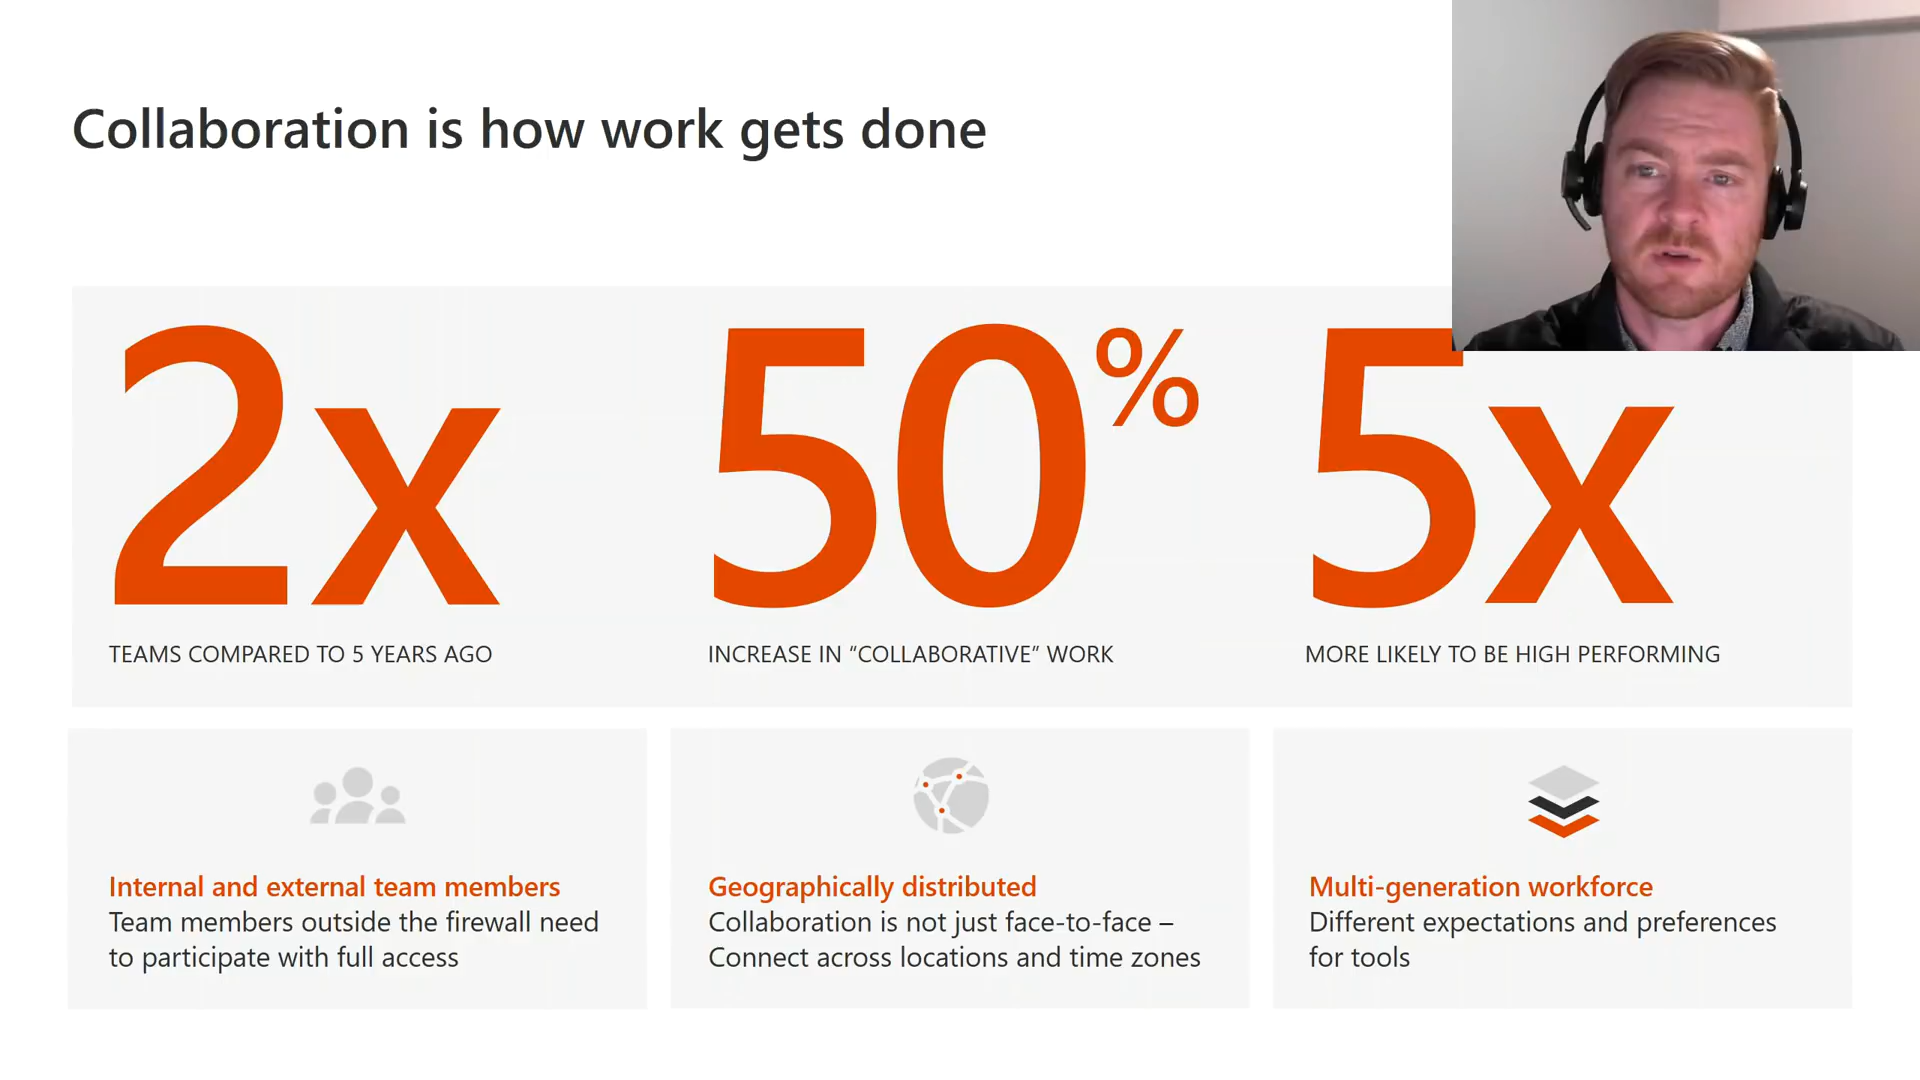 Collaboration is how work gets done
2x
TEAMS COMPARED TO 5 YEARS AGO
50%
INCREASE IN “COLLABORATIVE” WORK
5x
MORE LIKELY TO BE HIGH PERFORMING
Internal and external team members
Team members outside the firewall need
to participate with full access
Geographically distributed
Collaboration is not just face-to-face –
Connect across locations and time zones
Multi-generation workforce
Different expectations and preferences
for tools